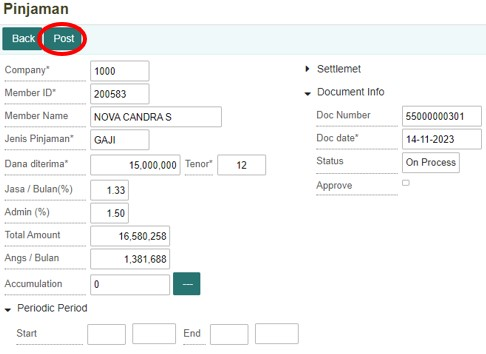 Pinjaman
Back Post
Company* 1000
Member ID* 200583
Member Name NOVA CANDRA S
Jenis Pinjaman* GAJI
Dana diterima* 15,000,000 Tenor* 12
Jasa / Bulan(%) 1.33
Admin (%) 1.50
Total Amount 16,580,258
Angs / Bulan 1,381,688
Accumulation 0 —
Periodic Period
Start End
Settlemet
Document Info
Doc Number 55000000301
Doc date* 14-11-2023
Status On Process
Approve